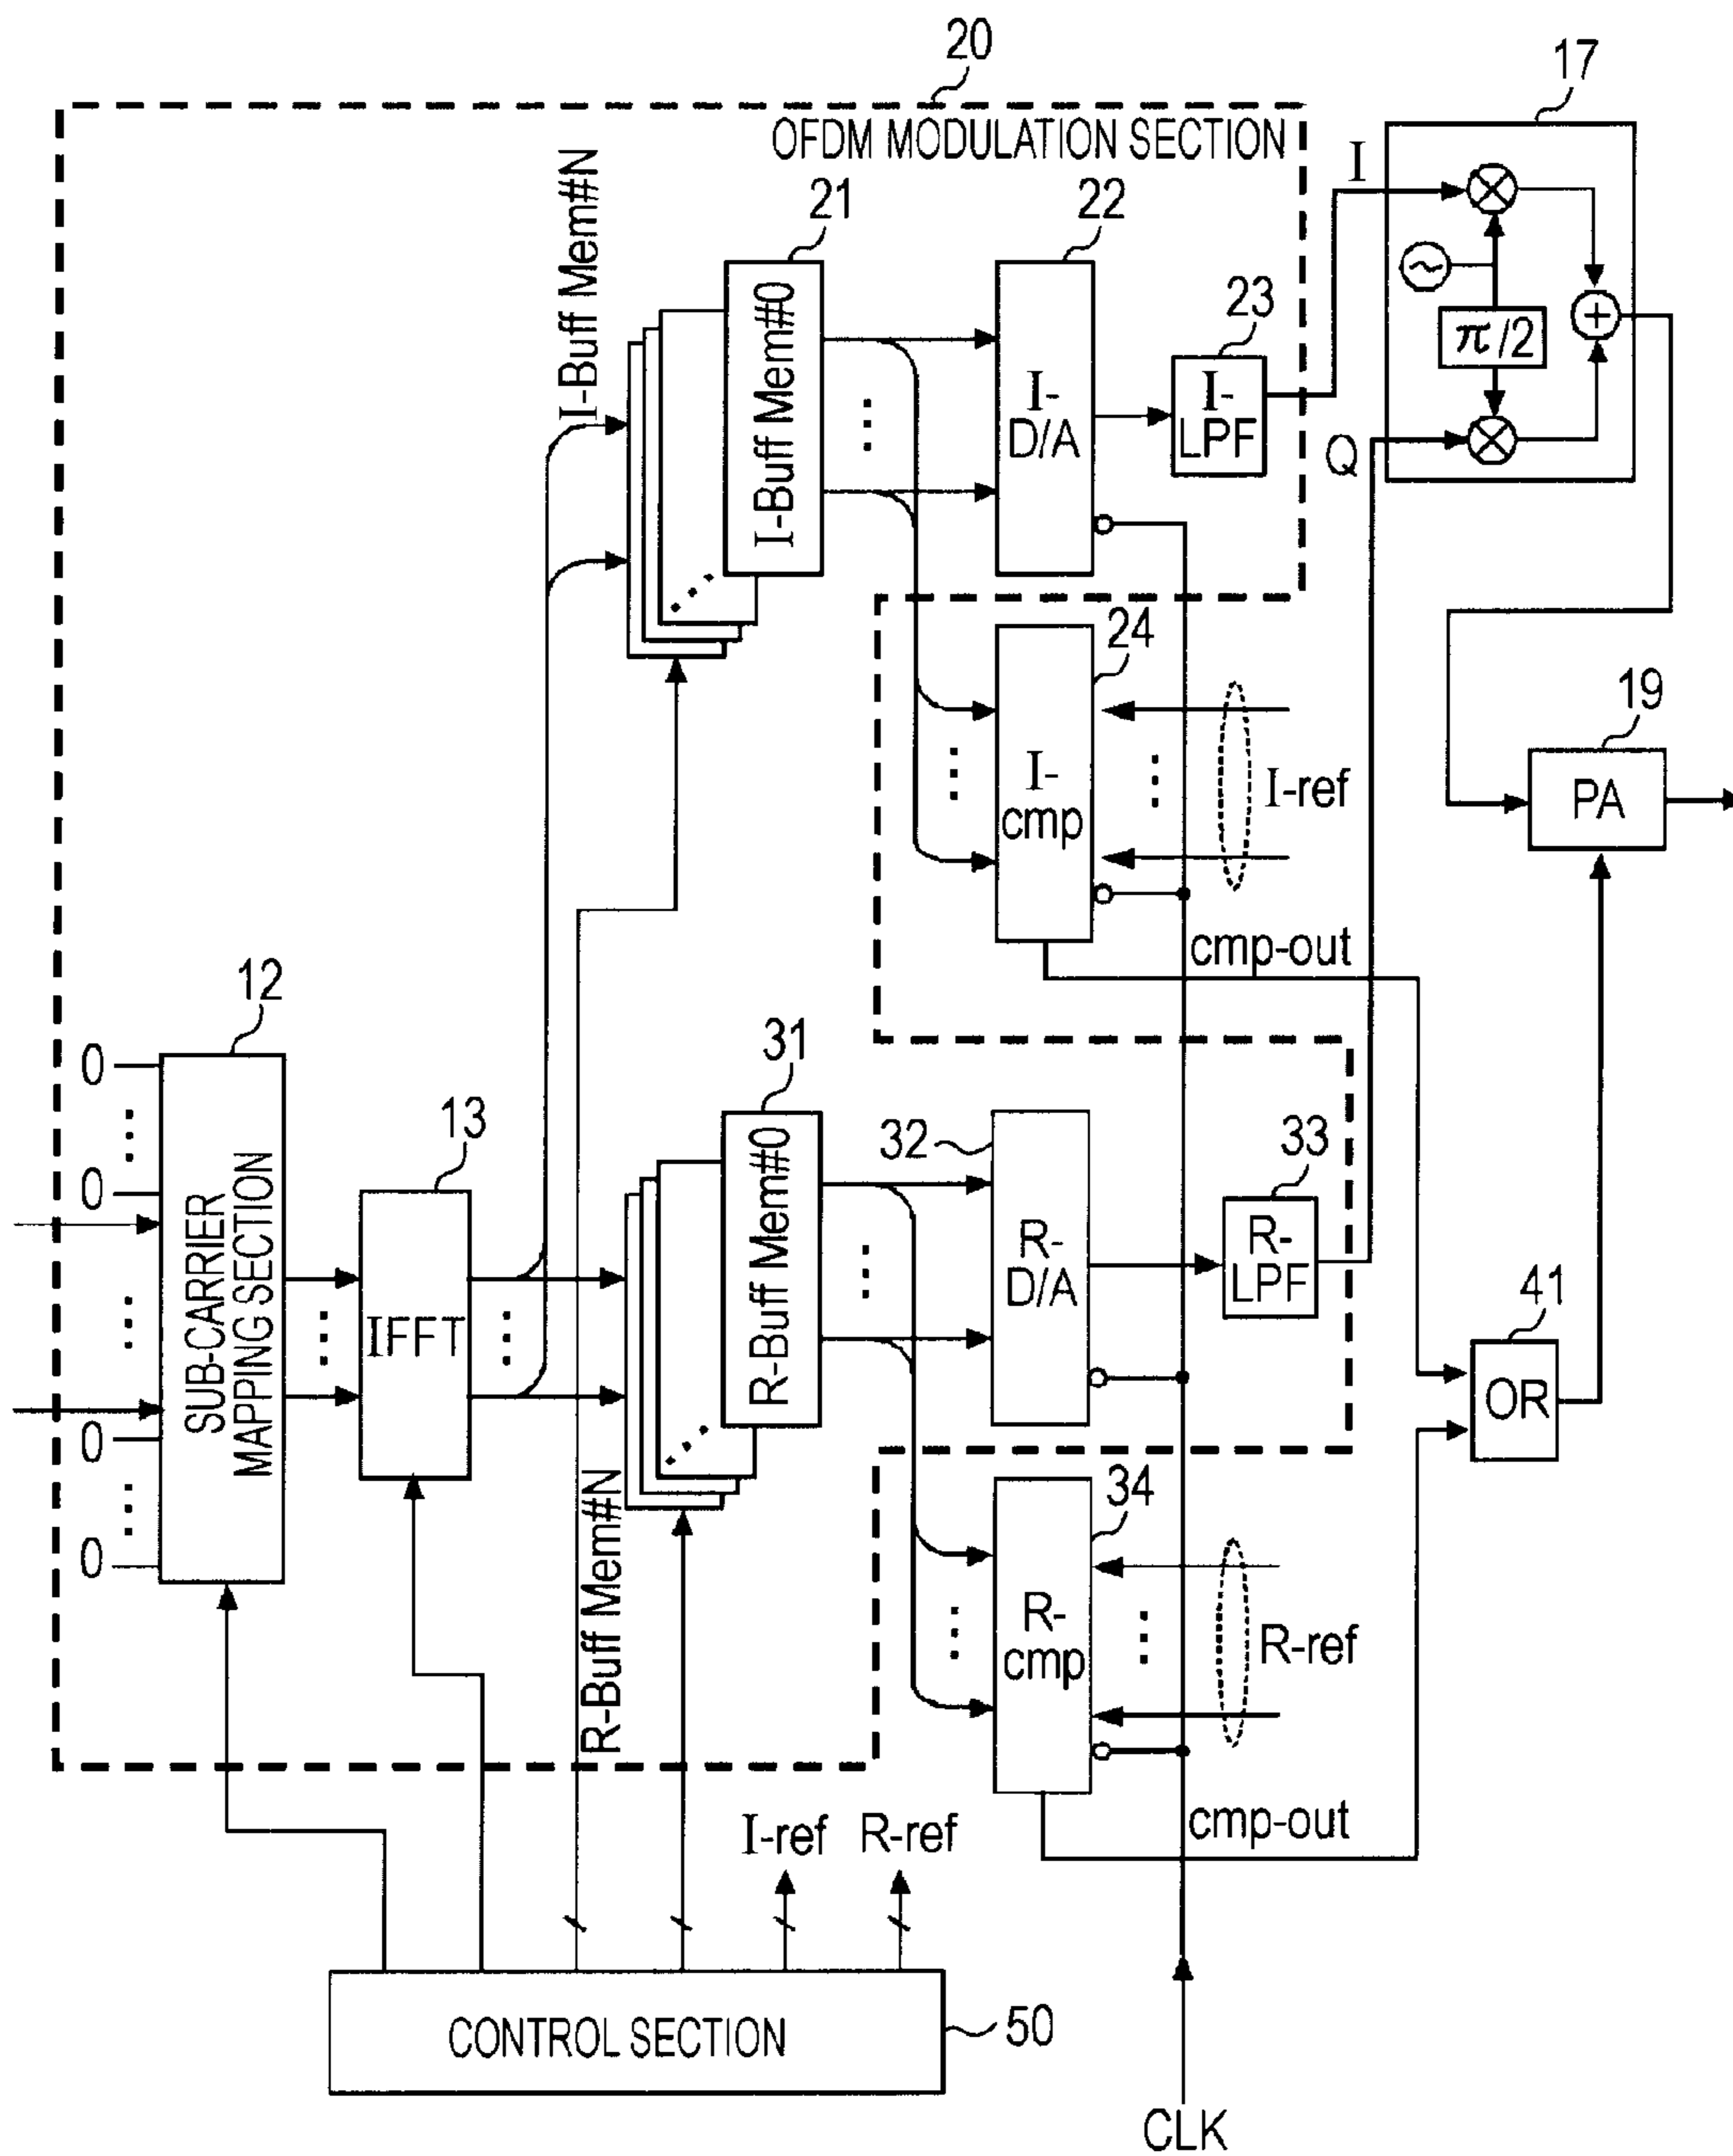 20
17
OFDM MODULATION SECTION
I
I-Buff Mem#N
21
22
I-Buff Mem#0
I-
D/A
23
I-
LPF
π/2
Q
24
I-
cmp
I-ref
19
PA
cmp-out
12
0
0
0
0
SUB-CARRIER
MAPPING SECTION
13
IFFT
31
R-Buff Mem#0
R-Buff Mem#N
32
R-
D/A
33
R-
LPF
41
OR
34
R-
cmp
R-ref
cmp-out
I-ref
R-ref
CONTROL SECTION
50
CLK